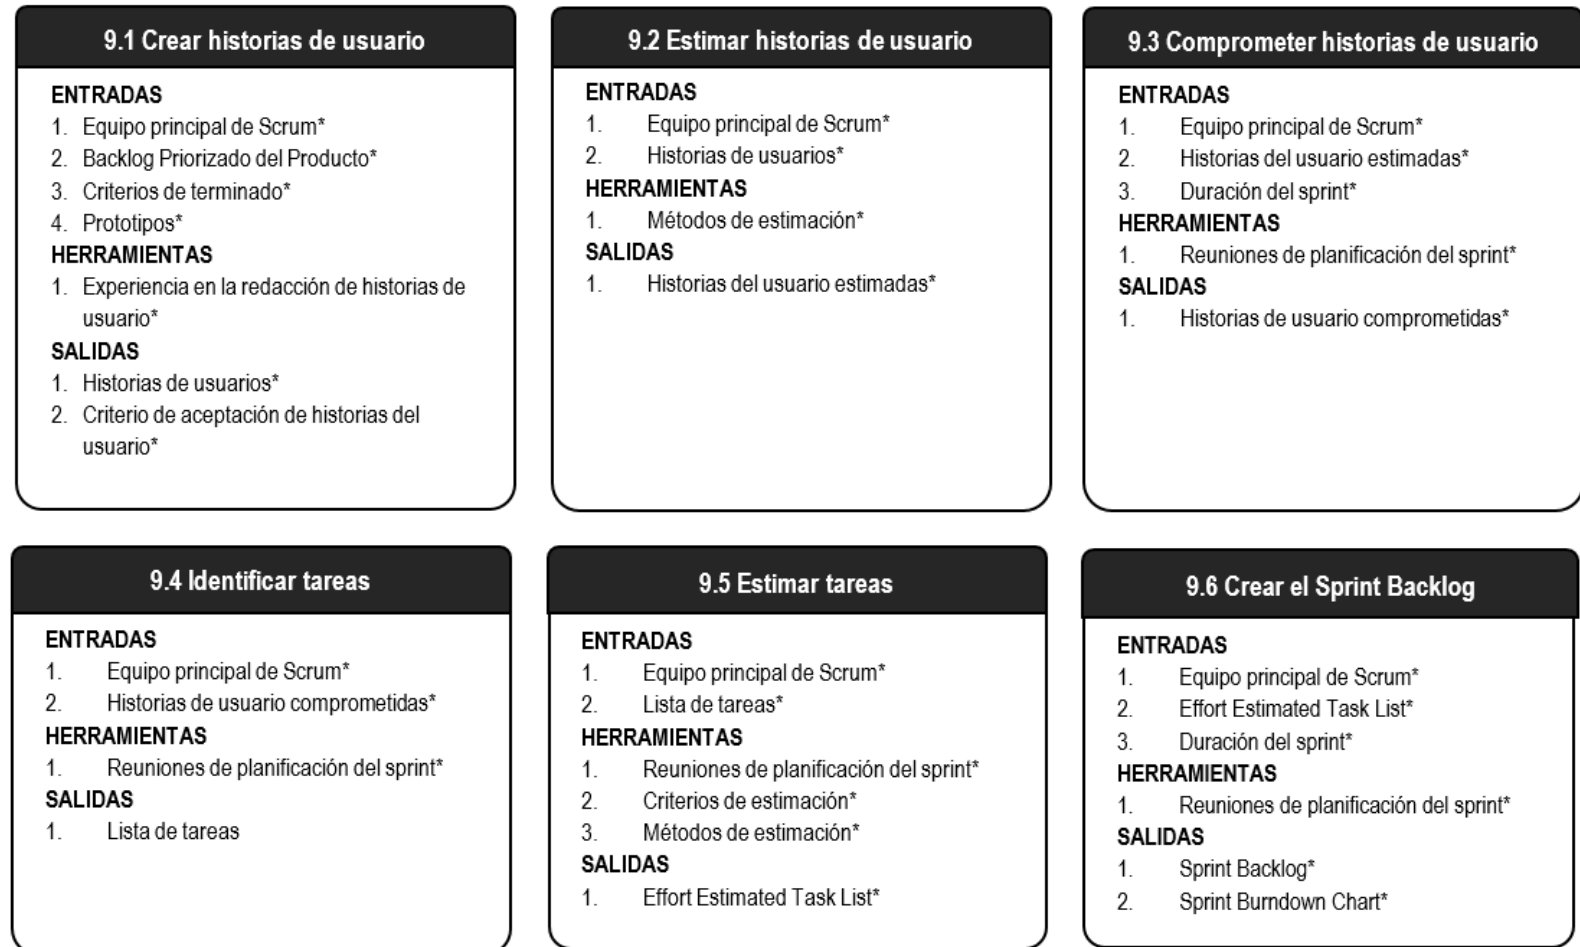 9.1 Crear historias de usuario
ENTRADAS
1. Equipo principal de Scrum*
2. Backlog Priorizado del Producto*
3. Criterios de terminado*
4. Prototipos*
HERRAMIENTAS
1. Experiencia en la redacción de historias de
usuario*
SALIDAS
1. Historias de usuarios*
2. Criterio de aceptación de historias del
usuario*
9.2 Estimar historias de usuario
ENTRADAS
1. Equipo principal de Scrum*
2. Historias de usuarios*
HERRAMIENTAS
1. Métodos de estimación*
SALIDAS
1. Historias del usuario estimadas*
9.3 Comprometer historias de usuario
ENTRADAS
1. Equipo principal de Scrum*
2. Historias del usuario estimadas*
3. Duración del sprint*
HERRAMIENTAS
1. Reuniones de planificación del sprint*
SALIDAS
1. Historias de usuario comprometidas*
9.4 Identificar tareas
ENTRADAS
1. Equipo principal de Scrum*
2. Historias de usuario comprometidas*
HERRAMIENTAS
1. Reuniones de planificación del sprint*
SALIDAS
1. Lista de tareas
9.5 Estimar tareas
ENTRADAS
1. Equipo principal de Scrum*
2. Lista de tareas*
HERRAMIENTAS
1. Reuniones de planificación del sprint*
2. Criterios de estimación*
3. Métodos de estimación*
SALIDAS
1. Effort Estimated Task List*
9.6 Crear el Sprint Backlog
ENTRADAS
1. Equipo principal de Scrum*
2. Effort Estimated Task List*
3. Duración del sprint*
HERRAMIENTAS
1. Reuniones de planificación del sprint*
SALIDAS
1. Sprint Backlog*
2. Sprint Burndown Chart*